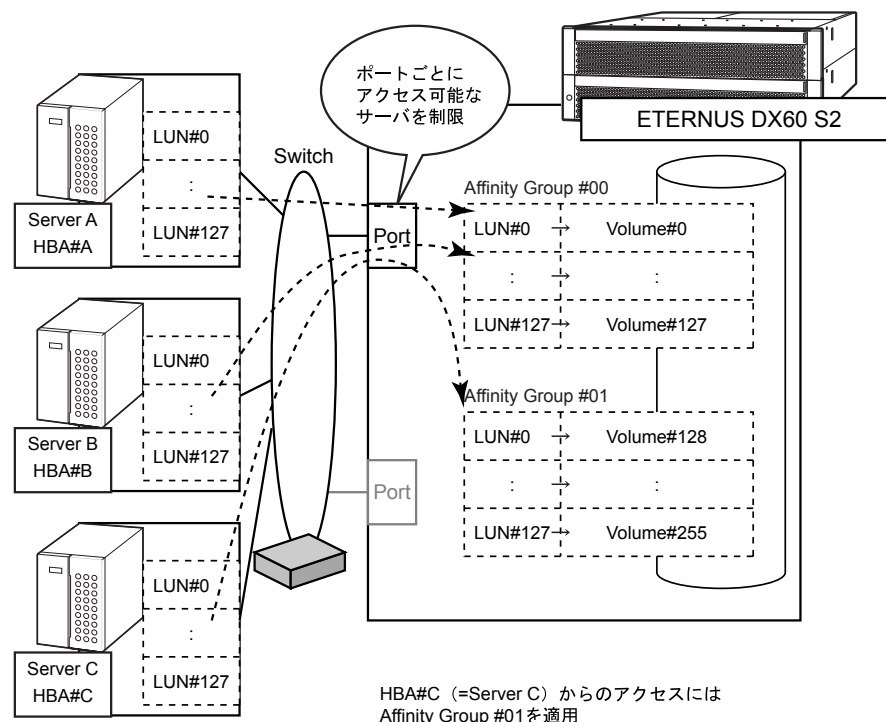 ポートごとに
アクセス可能な
サーバを制限
ETERNUS DX60 S2
Switch
LUN#0
:
LUN#127
Server A
HBA#A
Port
Affinity Group #00
LUN#0 → Volume#0
: → :
LUN#127→ Volume#127
LUN#0
:
LUN#127
Server B
HBA#B
Affinity Group #01
LUN#0 → Volume#128
: → :
LUN#127→ Volume#255
Port
LUN#0
:
LUN#127
Server C
HBA#C
HBA#C（=Server C）からのアクセスには
Affinity Group #01を適用